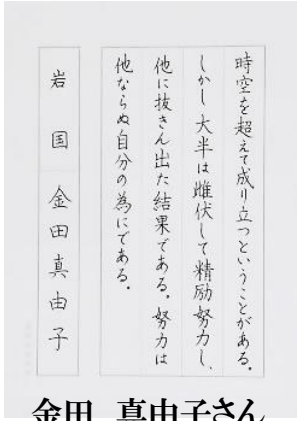 時空を超えて成り立つということがある。
しかし大半は雌伏して精励努力し、
他に抜きん出た結果である。努力は
他ならぬ自分の為にである。
岩国 金田真由子
金田 真由子さん